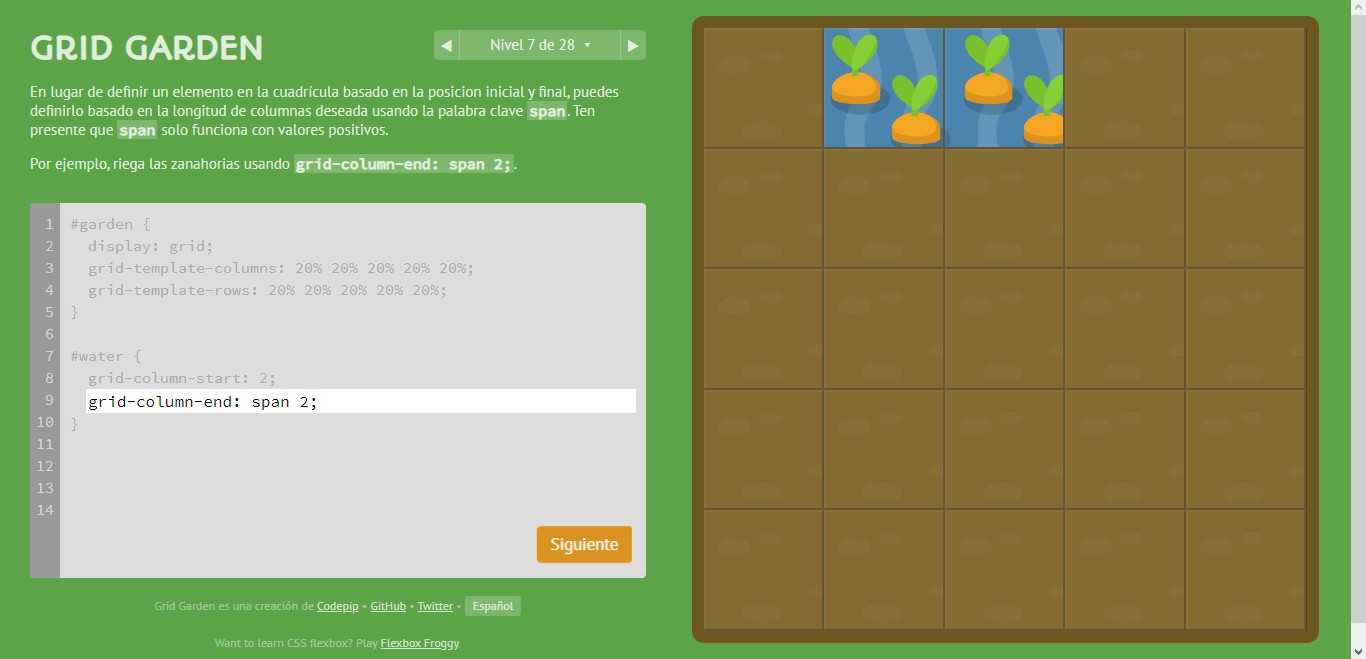 GRID GARDEN
◀ Nivel 7 de 28 ▾ ▶
En lugar de definir un elemento en la cuadrícula basado en la posicion inicial y final, puedes
definirlo basado en la longitud de columnas deseada usando la palabra clave span. Ten
presente que span solo funciona con valores positivos.
Por ejemplo, riega las zanahorias usando grid-column-end: span 2;.
1 #garden {
2 display: grid;
3 grid-template-columns: 20% 20% 20% 20% 20%;
4 grid-template-rows: 20% 20% 20% 20% 20%;
5 }
6
7 #water {
8 grid-column-start: 2;
9 grid-column-end: span 2;
10 }
11
12
13
14
Siguiente
Grid Garden es una creación de Codepip • GitHub • Twitter • Español
Want to learn CSS flexbox? Play Flexbox Froggy.